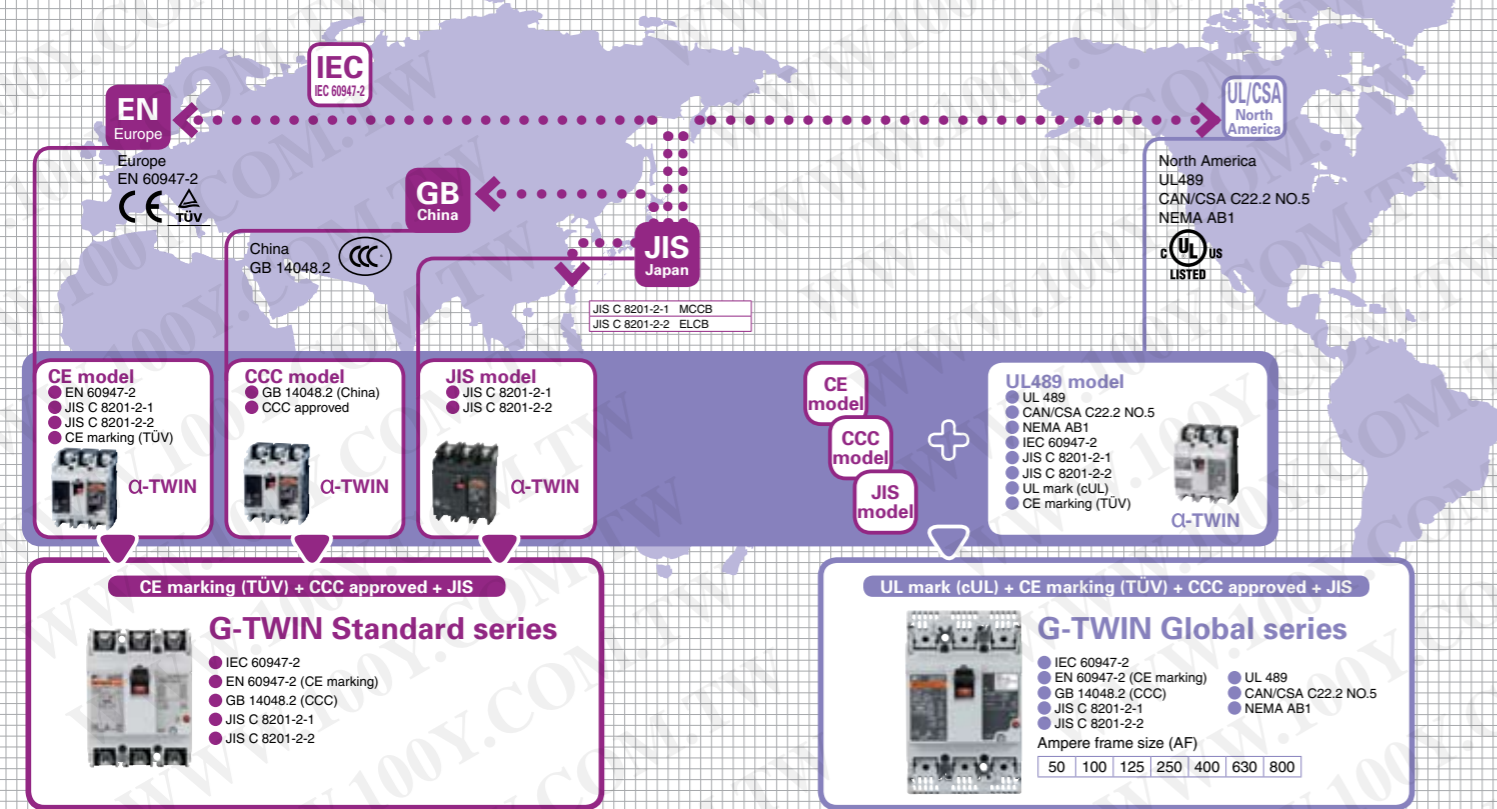 IEC
IEC 60947-2
EN
Europe
Europe
EN 60947-2
CE TÜV
GB
China
China
GB 14048.2
CCC
JIS
Japan
JIS C 8201-2-1 MCCB
JIS C 8201-2-2 ELCB
UL/CSA
North
America
North America
UL489
CAN/CSA C22.2 NO.5
NEMA AB1
C UL US
LISTED
CE model
EN 60947-2
JIS C 8201-2-1
JIS C 8201-2-2
CE marking (TÜV)
α-TWIN
CCC model
GB 14048.2 (China)
CCC approved
α-TWIN
JIS model
JIS C 8201-2-1
JIS C 8201-2-2
α-TWIN
CE
model
CCC
model
JIS
model
UL489 model
UL 489
CAN/CSA C22.2 NO.5
NEMA AB1
IEC 60947-2
JIS C 8201-2-1
JIS C 8201-2-2
UL mark (cUL)
CE marking (TÜV)
α-TWIN
CE marking (TÜV) + CCC approved + JIS
G-TWIN Standard series
IEC 60947-2
EN 60947-2 (CE marking)
GB 14048.2 (CCC)
JIS C 8201-2-1
JIS C 8201-2-2
UL mark (cUL) + CE marking (TÜV) + CCC approved + JIS
G-TWIN Global series
IEC 60947-2
EN 60947-2 (CE marking)
GB 14048.2 (CCC)
JIS C 8201-2-1
JIS C 8201-2-2
UL 489
CAN/CSA C22.2 NO.5
NEMA AB1
Ampere frame size (AF)
50 100 125 250 400 630 800
WWW.100Y.COM.TW